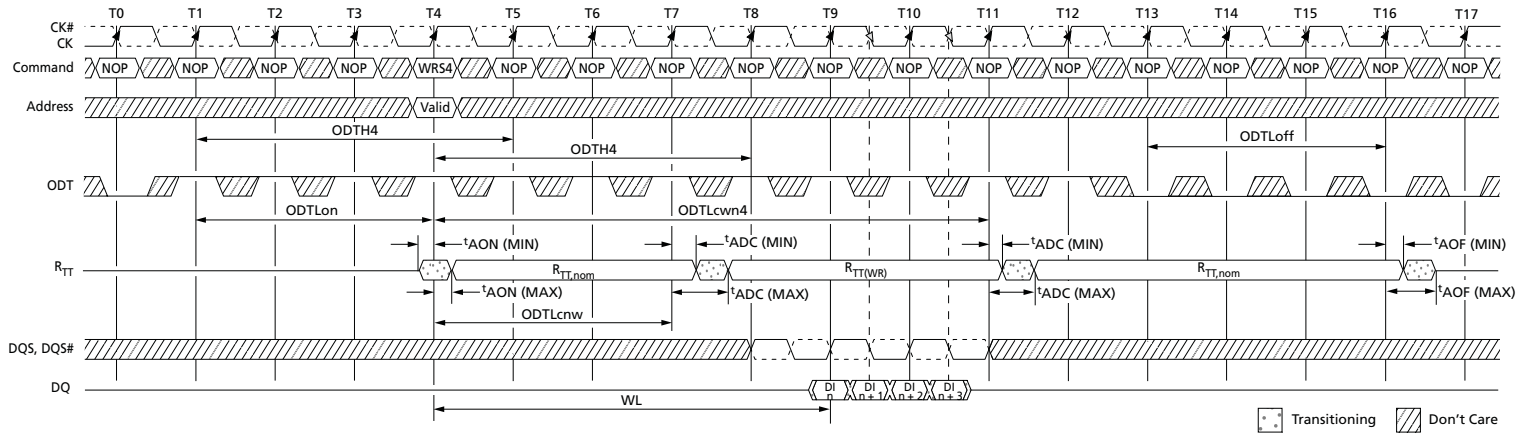 T0 T1 T2 T3 T4 T5 T6 T7 T8 T9 T10 T11 T12 T13 T14 T15 T16 T17
CK#
CK
Command NOP NOP NOP NOP WRS4 NOP NOP NOP NOP NOP NOP NOP NOP NOP NOP NOP NOP NOP
Address Valid
ODTH4 ODTLoff
ODTH4
ODT
ODTLon ODTLcwn4
tAON (MIN) tADC (MIN) tADC (MIN) tAOF (MIN)
RTT RTT,nom RTT(WR) RTT,nom
tAON (MAX) tADC (MAX) tADC (MAX) tAOF (MAX)
ODTLcnw
DQS, DQS#
DQ DI n DI n + 1 DI n + 2 DI n + 3
WL
Transitioning Don't Care